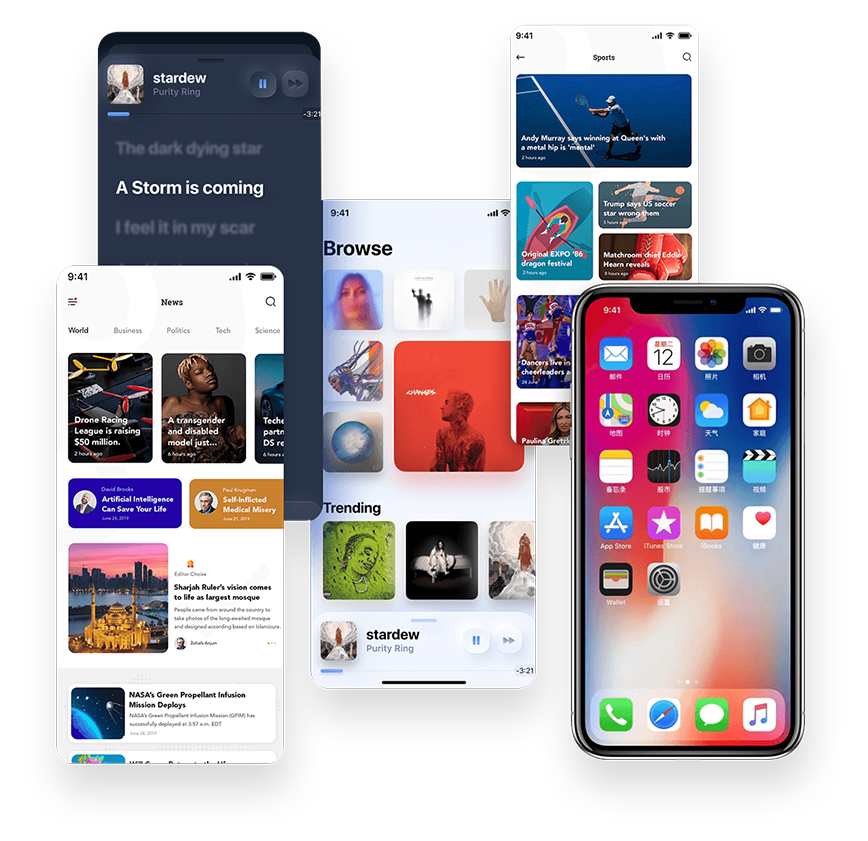 stardew
Purity Ring
-3:21
The dark dying star
A Storm is coming
I feel it in my scar
9:41
Sports
Andy Murray says winning at Queen's with
a metal hip is 'mental'
2 hours ago
Original EXPO '86
dragon festival
2 hours ago
Trump says US soccer
star wrong them
5 hours ago
Matchroom chief Eddie
Hearn reveals
8 hours ago
Dancers live in
cheerleaders a
24 June
Paulina Gretzk
9:41
Browse
CHANGES
Trending
stardew
Purity Ring
-3:21
9:41
News
World
Business
Politics
Tech
Science
Drone Racing
League is raising
$50 million.
2 hours ago
A transgender
and disabled
model just...
6 hours ago
Teche
partn
DS re
6 hours
David Brooks
Artificial Intelligence
Can Save Your Life
June 24, 2019
Paul Krugman
Self-Inflicted
Medical Misery
June 21, 2019
Editor Choise
Sharjah Ruler's vision comes
to life as largest mosque
People came from around the country to
take photos of the long-awaited mosque
and designed according to Islamicure.
Zohaib Anjum
NASA's Green Propellant Infusion
Mission Deploys
NASA's Green Propellant Infusion Mission (GPIM) has
successfully deployed at 3:57 a.m. EDT
June 24, 2019
9:41
星期二
12
邮件
日历
照片
相机
地图
时钟
天气
家庭
备忘录
股市
提醒事项
视频
App Store
iTunes Store
iBooks
健康
Wallet
设置